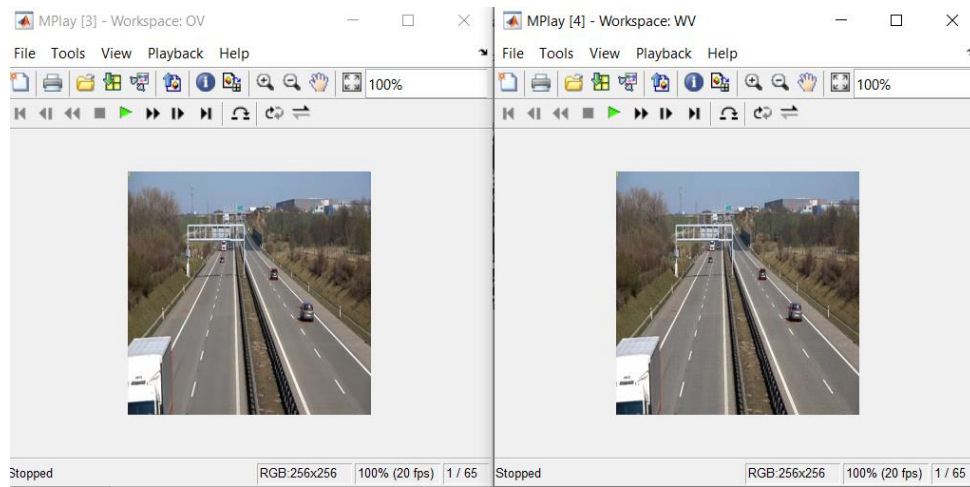 MPlay [3] - Workspace: OV
File Tools View Playback Help
100%
Stopped
RGB:256x256
100% (20 fps)
1 / 65
MPlay [4] - Workspace: WV
File Tools View Playback Help
100%
Stopped
RGB:256x256
100% (20 fps)
1 / 65